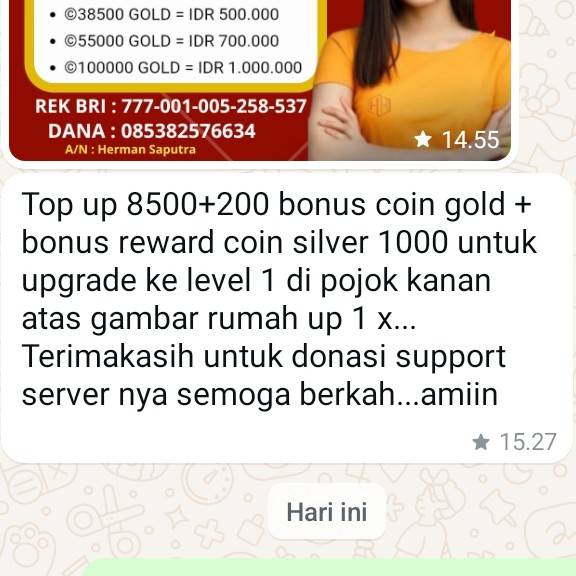 • ©38500 GOLD = IDR 500.000
• ©55000 GOLD = IDR 700.000
• ©100000 GOLD = IDR 1.000.000
REK BRI : 777-001-005-258-537
DANA : 085382576634
A/N : Herman Saputra
★ 14.55
Top up 8500+200 bonus coin gold +
bonus reward coin silver 1000 untuk
upgrade ke level 1 di pojok kanan
atas gambar rumah up 1 x...
Terimakasih untuk donasi support
server nya semoga berkah...amiin
★ 15.27
Hari ini